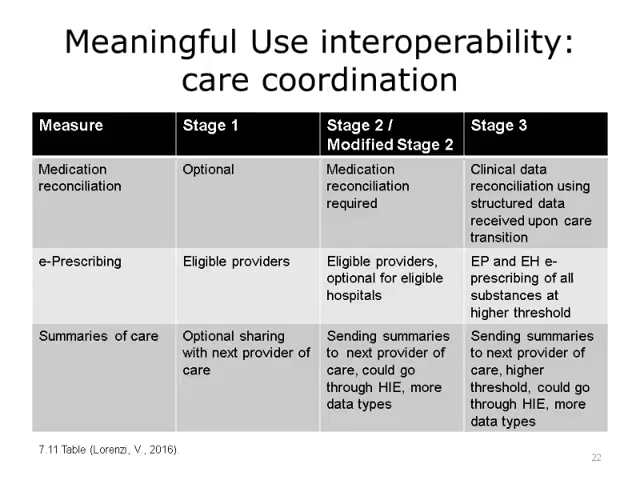 Meaningful Use interoperability:
care coordination
Measure
Stage 1
Stage 2 /
Modified Stage 2
Stage 3
Medication
reconciliation
Optional
Medication
reconciliation
required
Clinical data
reconciliation using
structured data
received upon care
transition
e-Prescribing
Eligible providers
Eligible providers,
optional for eligible
hospitals
EP and EH e-
prescribing of all
substances at
higher threshold
Summaries of care
Optional sharing
with next provider of
care
Sending summaries
to next provider of
care, could go
through HIE, more
data types
Sending summaries
to next provider of
care, higher
threshold, could go
through HIE, more
data types
7.11 Table (Lorenzi, V., 2016).
22